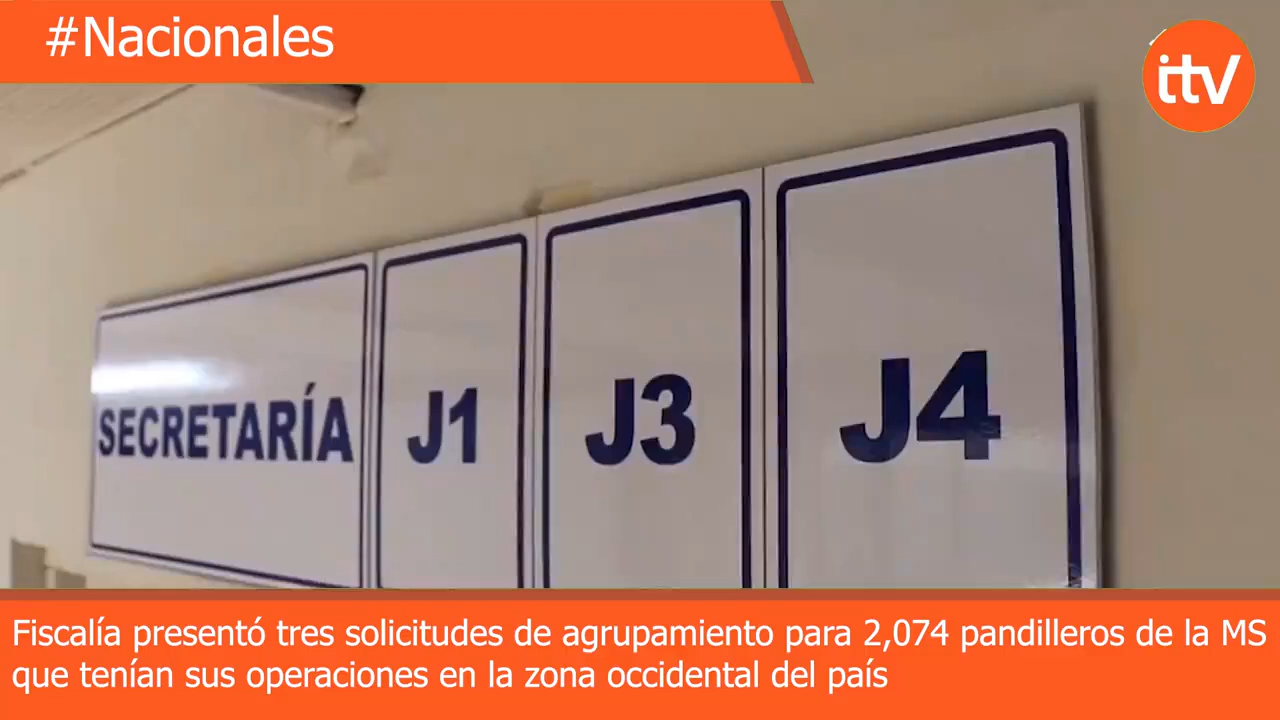 #Nacionales
itv
SECRETARÍA
J1
J3
J4
Fiscalía presentó tres solicitudes de agrupamiento para 2,074 pandilleros de la MS
que tenían sus operaciones en la zona occidental del país